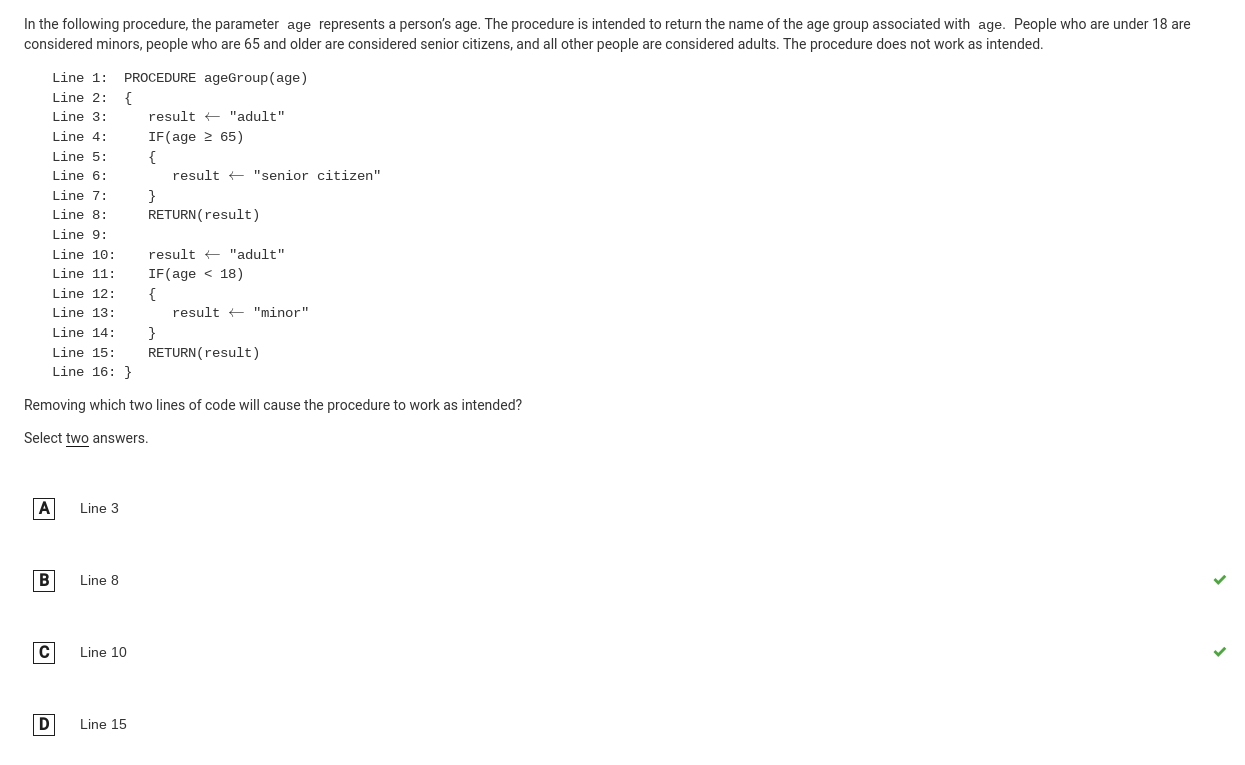 In the following procedure, the parameter age represents a person's age. The procedure is intended to return the name of the age group associated with age. People who are under 18 are
considered minors, people who are 65 and older are considered senior citizens, and all other people are considered adults. The procedure does not work as intended.
Line 1: PROCEDURE ageGroup(age)
Line 2: {
Line 3: result ← "adult"
Line 4: IF(age ≥ 65)
Line 5: {
Line 6: result ← "senior citizen"
Line 7: }
Line 8: RETURN(result)
Line 9:
Line 10: result ← "adult"
Line 11: IF(age < 18)
Line 12: {
Line 13: result ← "minor"
Line 14: }
Line 15: RETURN(result)
Line 16: }
Removing which two lines of code will cause the procedure to work as intended?
Select two answers.
A Line 3
B Line 8
C Line 10
D Line 15